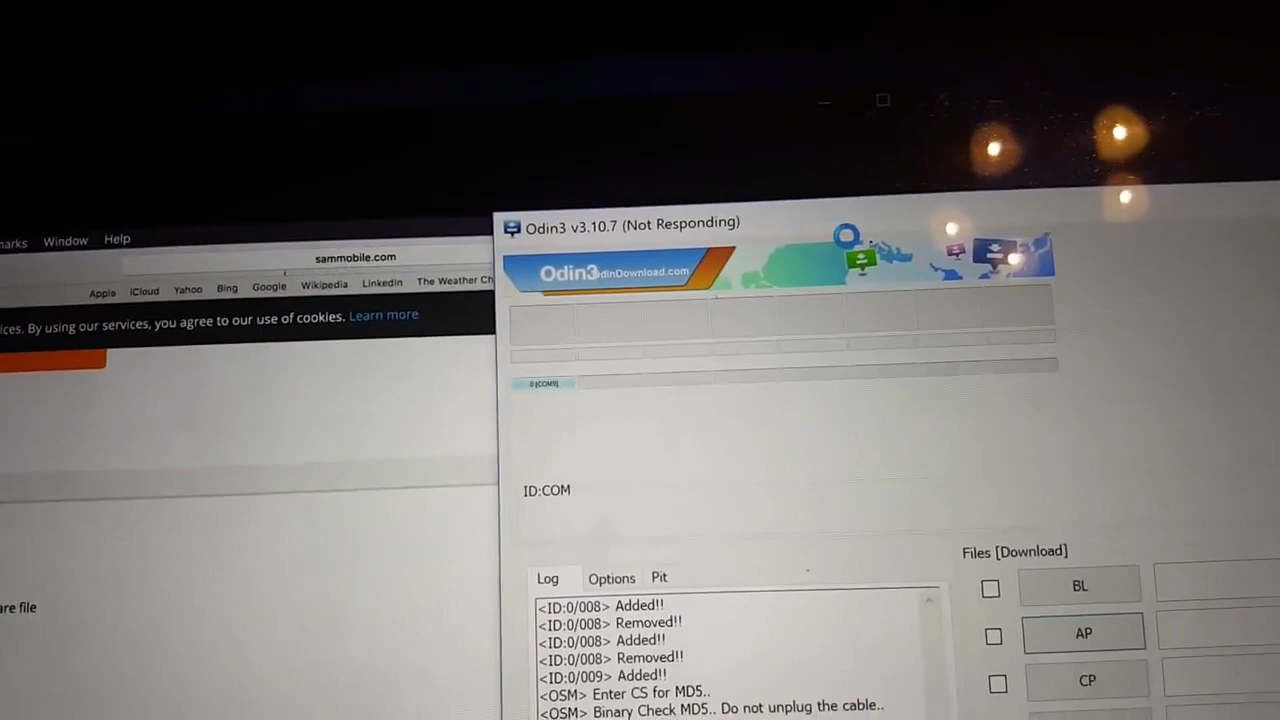 marks Window Help
sammobile.com
Apple iCloud Yahoo Bing Google Wikipedia LinkedIn The Weather Ch
ices. By using our services, you agree to our use of cookies. Learn more
are file
Odin3 v3.10.7 (Not Responding)
Odin3
dinDownload.com
0:[COM9]
ID:COM
Log Options Pit
<ID:0/008> Added!!
<ID:0/008> Removed!!
<ID:0/008> Added!!
<ID:0/008> Removed!!
<ID:0/009> Added!!
<OSM> Enter CS for MD5..
<OSM> Binary Check MD5.. Do not unplug the cable..
Files [Download]
BL
AP
CP